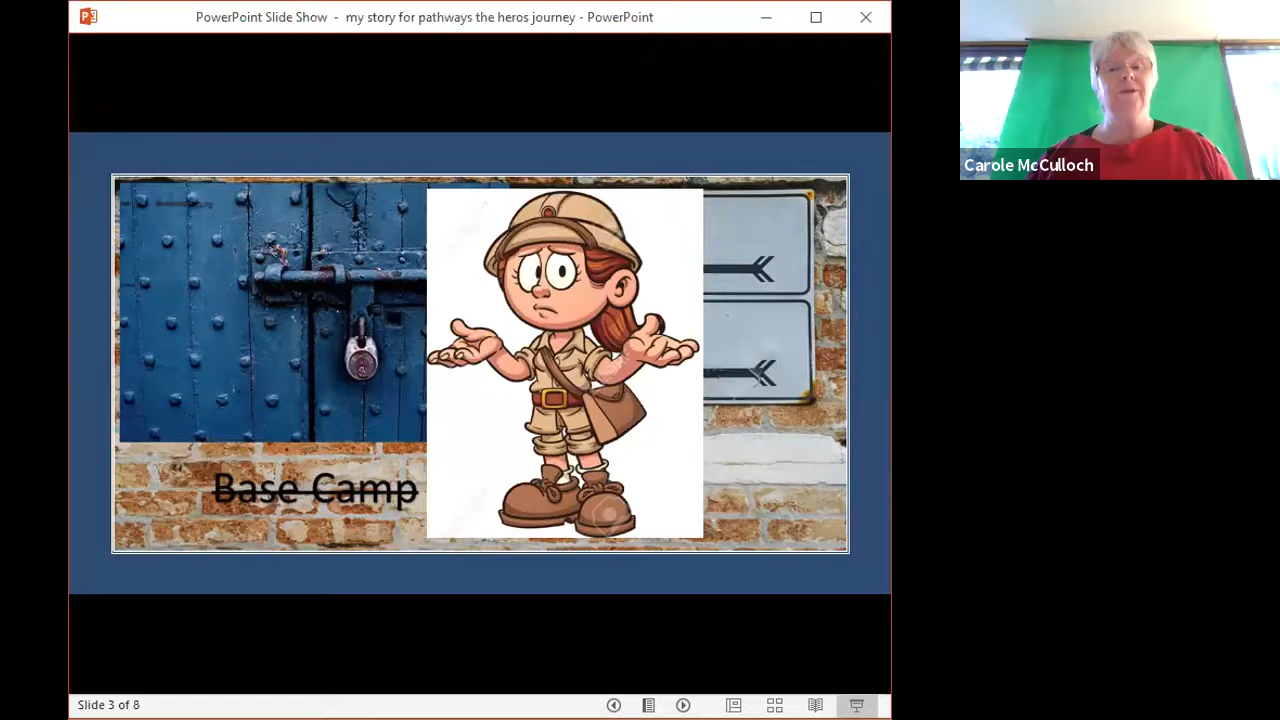 PowerPoint Slide Show - my story for pathways the heros journey - PowerPoint
Carole McCulloch
Base Camp
Slide 3 of 8